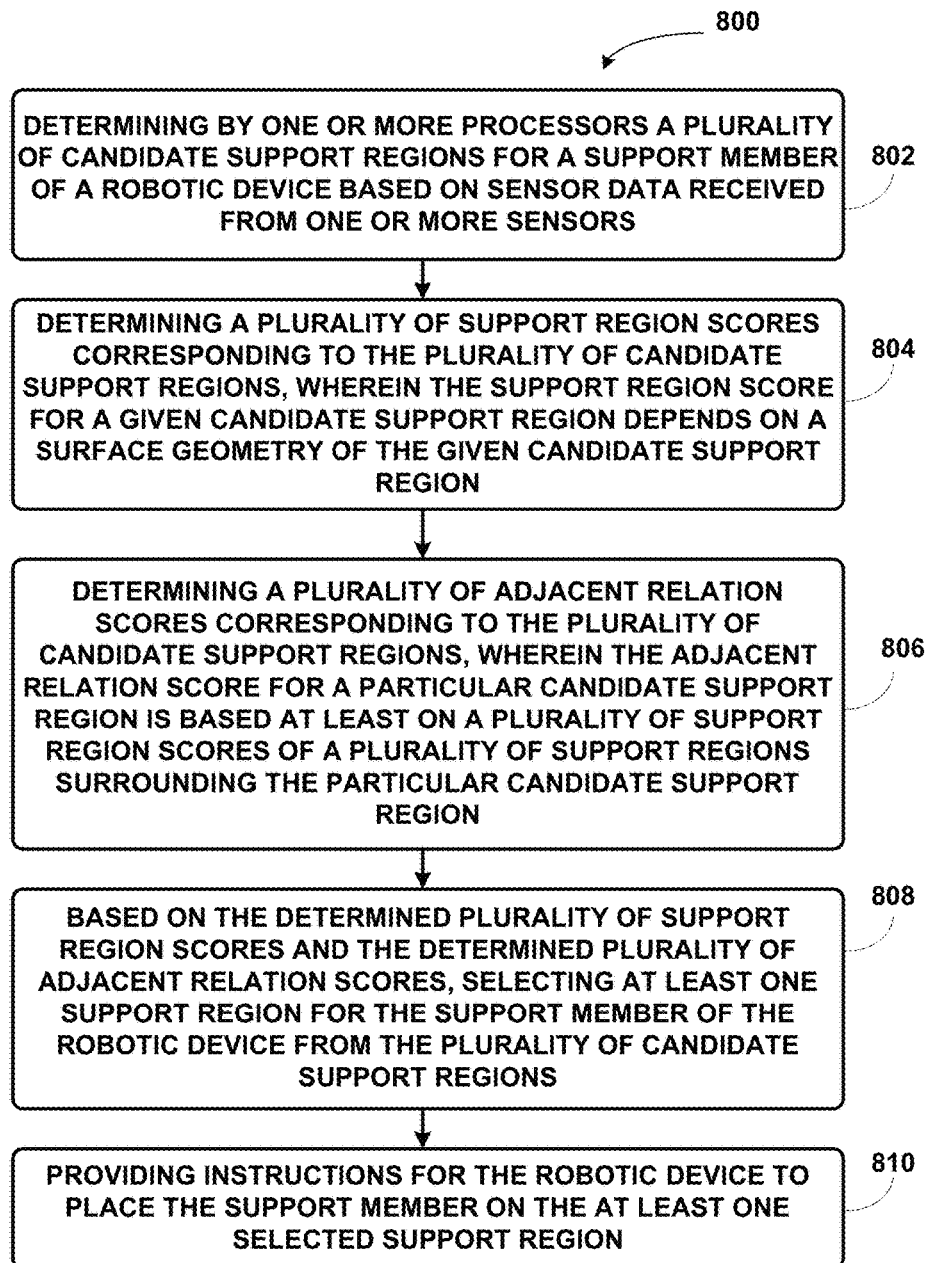 800
DETERMINING BY ONE OR MORE PROCESSORS A PLURALITY
OF CANDIDATE SUPPORT REGIONS FOR A SUPPORT MEMBER
OF A ROBOTIC DEVICE BASED ON SENSOR DATA RECEIVED
FROM ONE OR MORE SENSORS
802
DETERMINING A PLURALITY OF SUPPORT REGION SCORES
CORRESPONDING TO THE PLURALITY OF CANDIDATE
SUPPORT REGIONS, WHEREIN THE SUPPORT REGION SCORE
FOR A GIVEN CANDIDATE SUPPORT REGION DEPENDS ON A
SURFACE GEOMETRY OF THE GIVEN CANDIDATE SUPPORT
REGION
804
DETERMINING A PLURALITY OF ADJACENT RELATION
SCORES CORRESPONDING TO THE PLURALITY OF
CANDIDATE SUPPORT REGIONS, WHEREIN THE ADJACENT
RELATION SCORE FOR A PARTICULAR CANDIDATE SUPPORT
REGION IS BASED AT LEAST ON A PLURALITY OF SUPPORT
REGION SCORES OF A PLURALITY OF SUPPORT REGIONS
SURROUNDING THE PARTICULAR CANDIDATE SUPPORT
REGION
806
BASED ON THE DETERMINED PLURALITY OF SUPPORT
REGION SCORES AND THE DETERMINED PLURALITY OF
ADJACENT RELATION SCORES, SELECTING AT LEAST ONE
SUPPORT REGION FOR THE SUPPORT MEMBER OF THE
ROBOTIC DEVICE FROM THE PLURALITY OF CANDIDATE
SUPPORT REGIONS
808
PROVIDING INSTRUCTIONS FOR THE ROBOTIC DEVICE TO
PLACE THE SUPPORT MEMBER ON THE AT LEAST ONE
SELECTED SUPPORT REGION
810